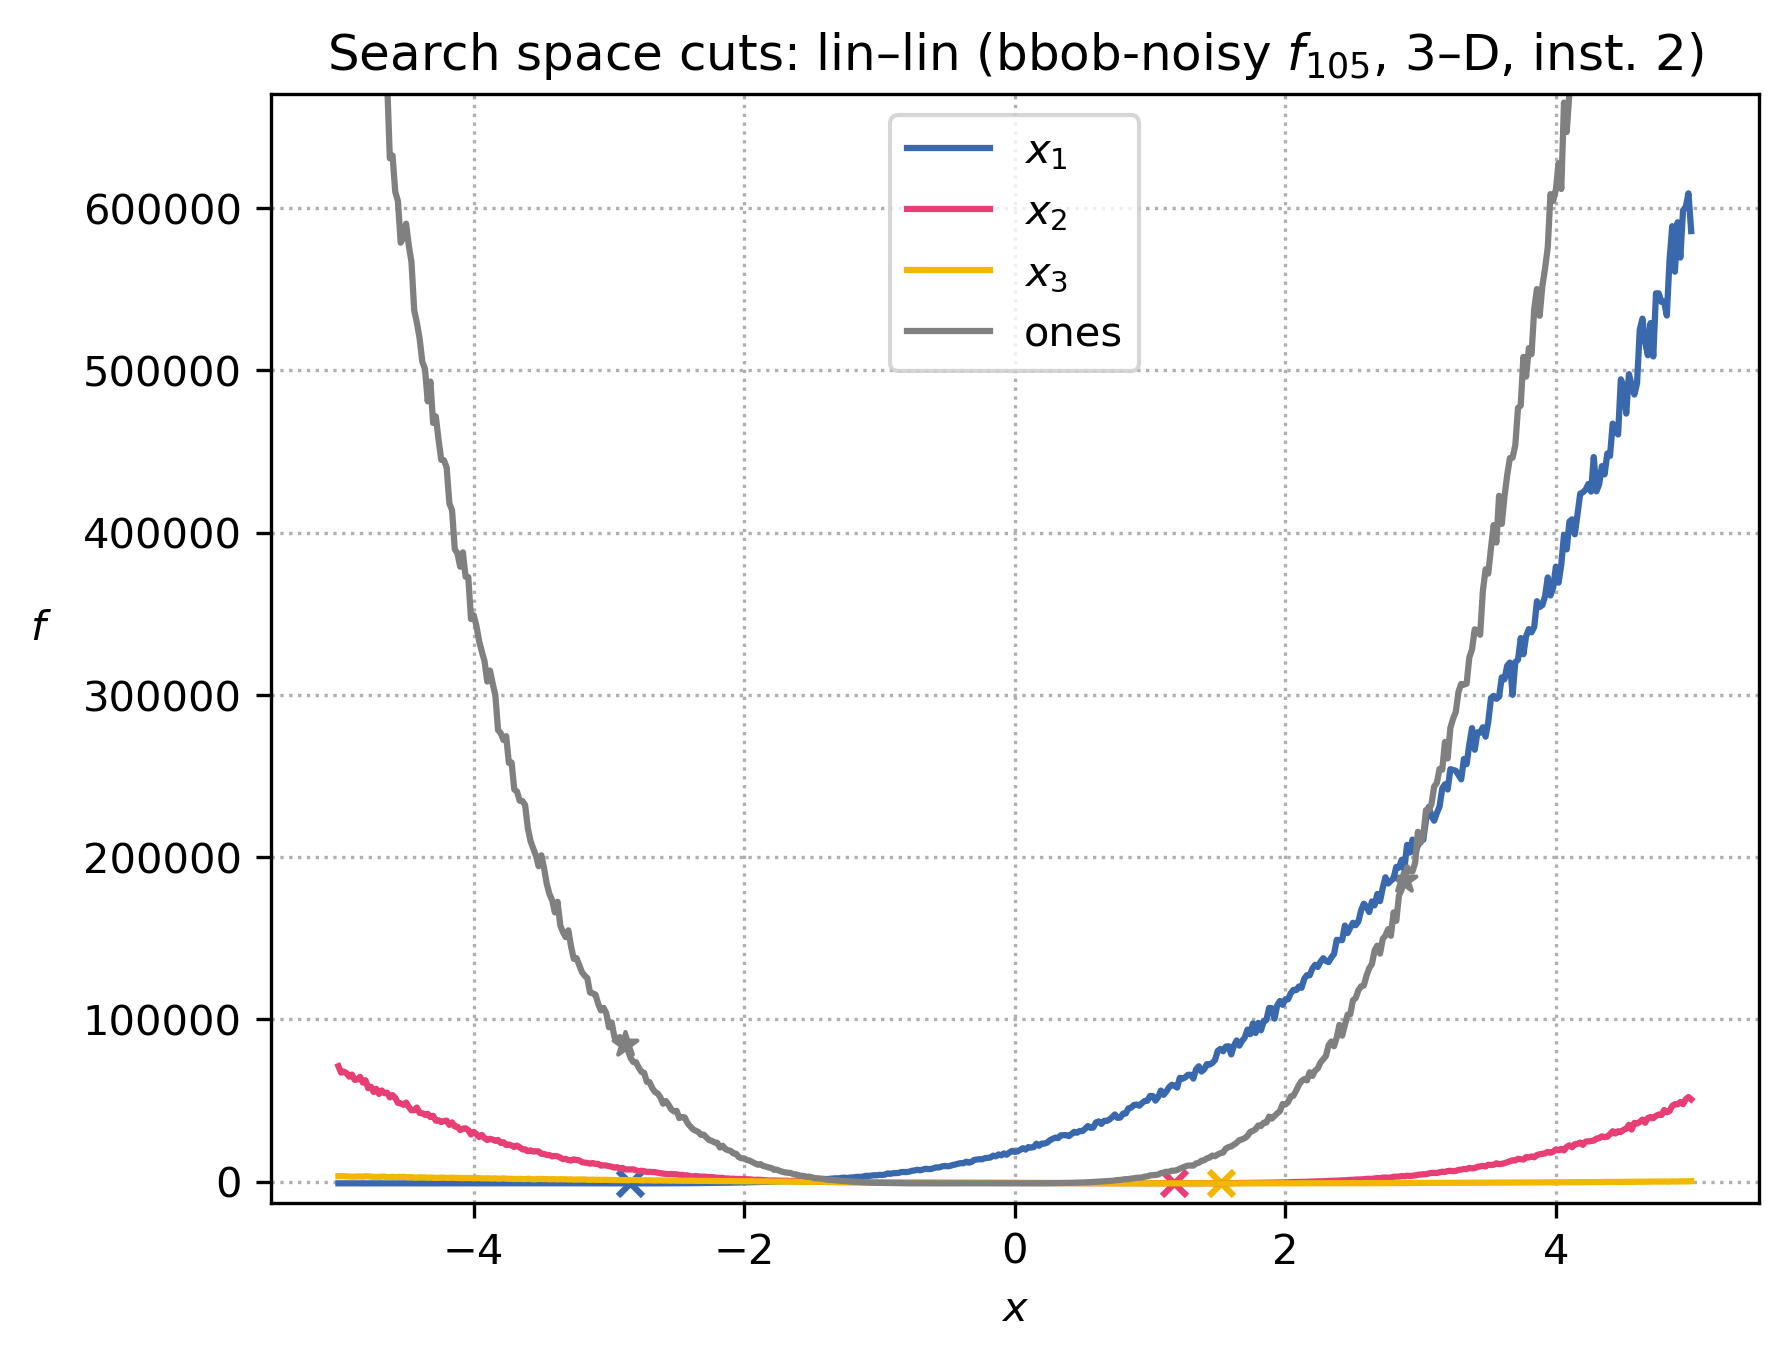 Search space cuts: lin–lin (bbob-noisy f₁₀₅, 3–D, inst. 2)
x₁
x₂
x₃
ones
600000
500000
400000
300000
200000
100000
0
f
−4 −2 0 2 4
x